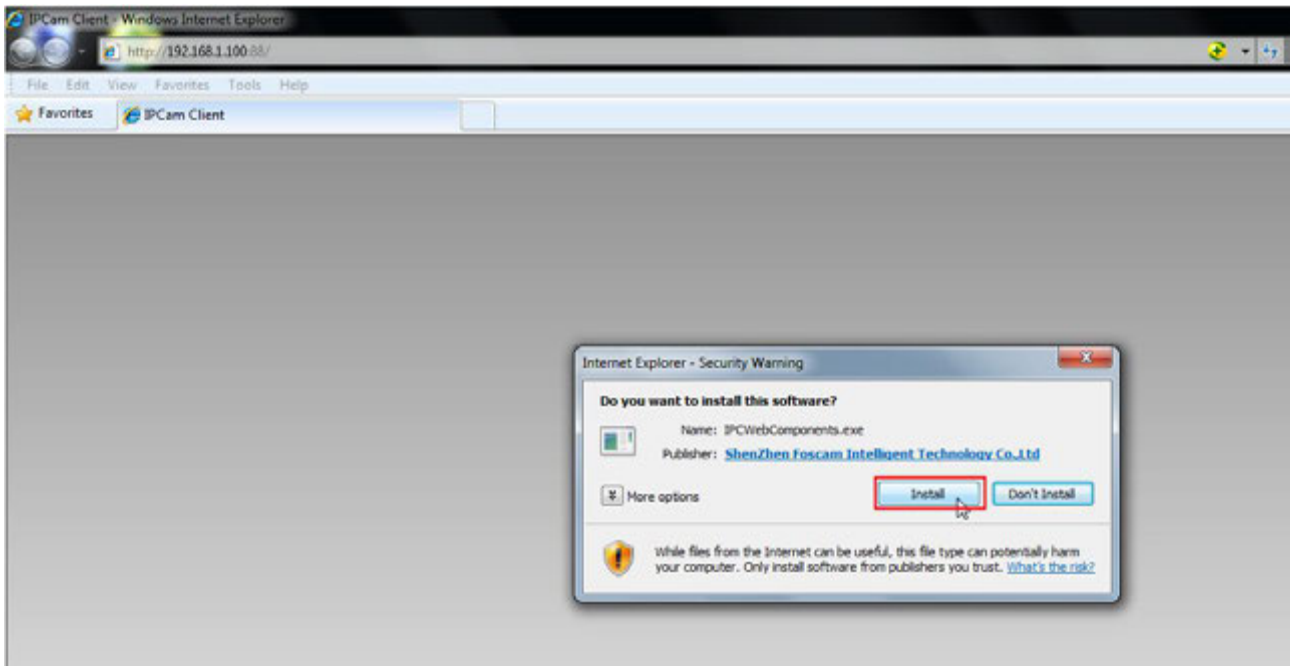 IPCam Client - Windows Internet Explorer
http://192.168.1.100:88/
File Edit View Favorites Tools Help
Favorites IPCam Client
Internet Explorer - Security Warning
Do you want to install this software?
Name: IPCWebComponents.exe
Publisher: ShenZhen Foscam Intelligent Technology Co.,Ltd
More options Install Don't Install
While files from the Internet can be useful, this file type can potentially harm
your computer. Only install software from publishers you trust. What's the risk?